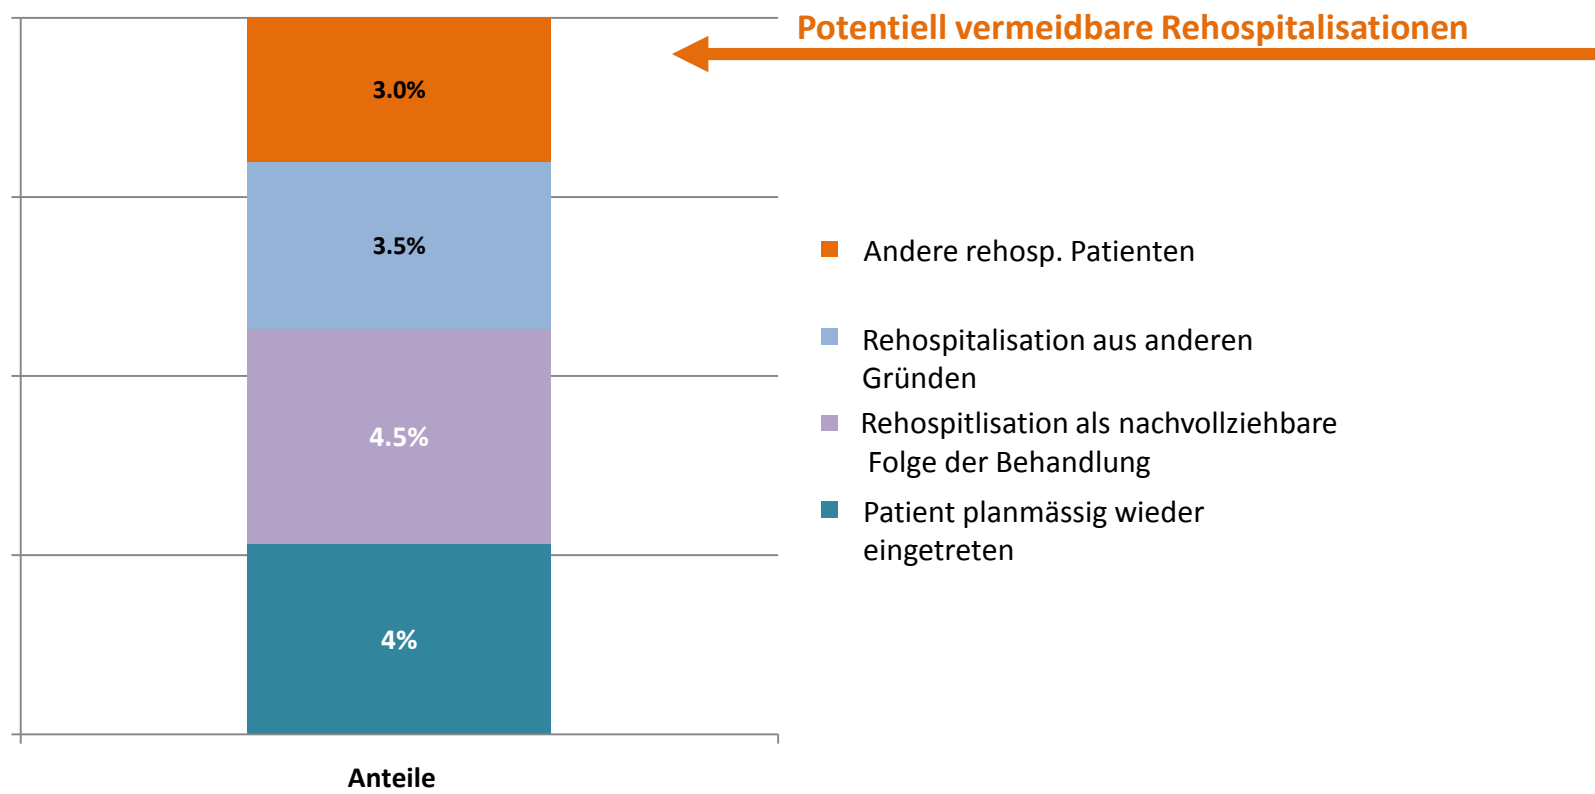 Potentiell vermeidbare Rehospitalisationen
3.0%
3.5%
4.5%
4%
Anteile
Andere rehosp. Patienten
Rehospitalisation aus anderen
Gründen
Rehospitlisation als nachvollziehbare
Folge der Behandlung
Patient planmässig wieder
eingetreten